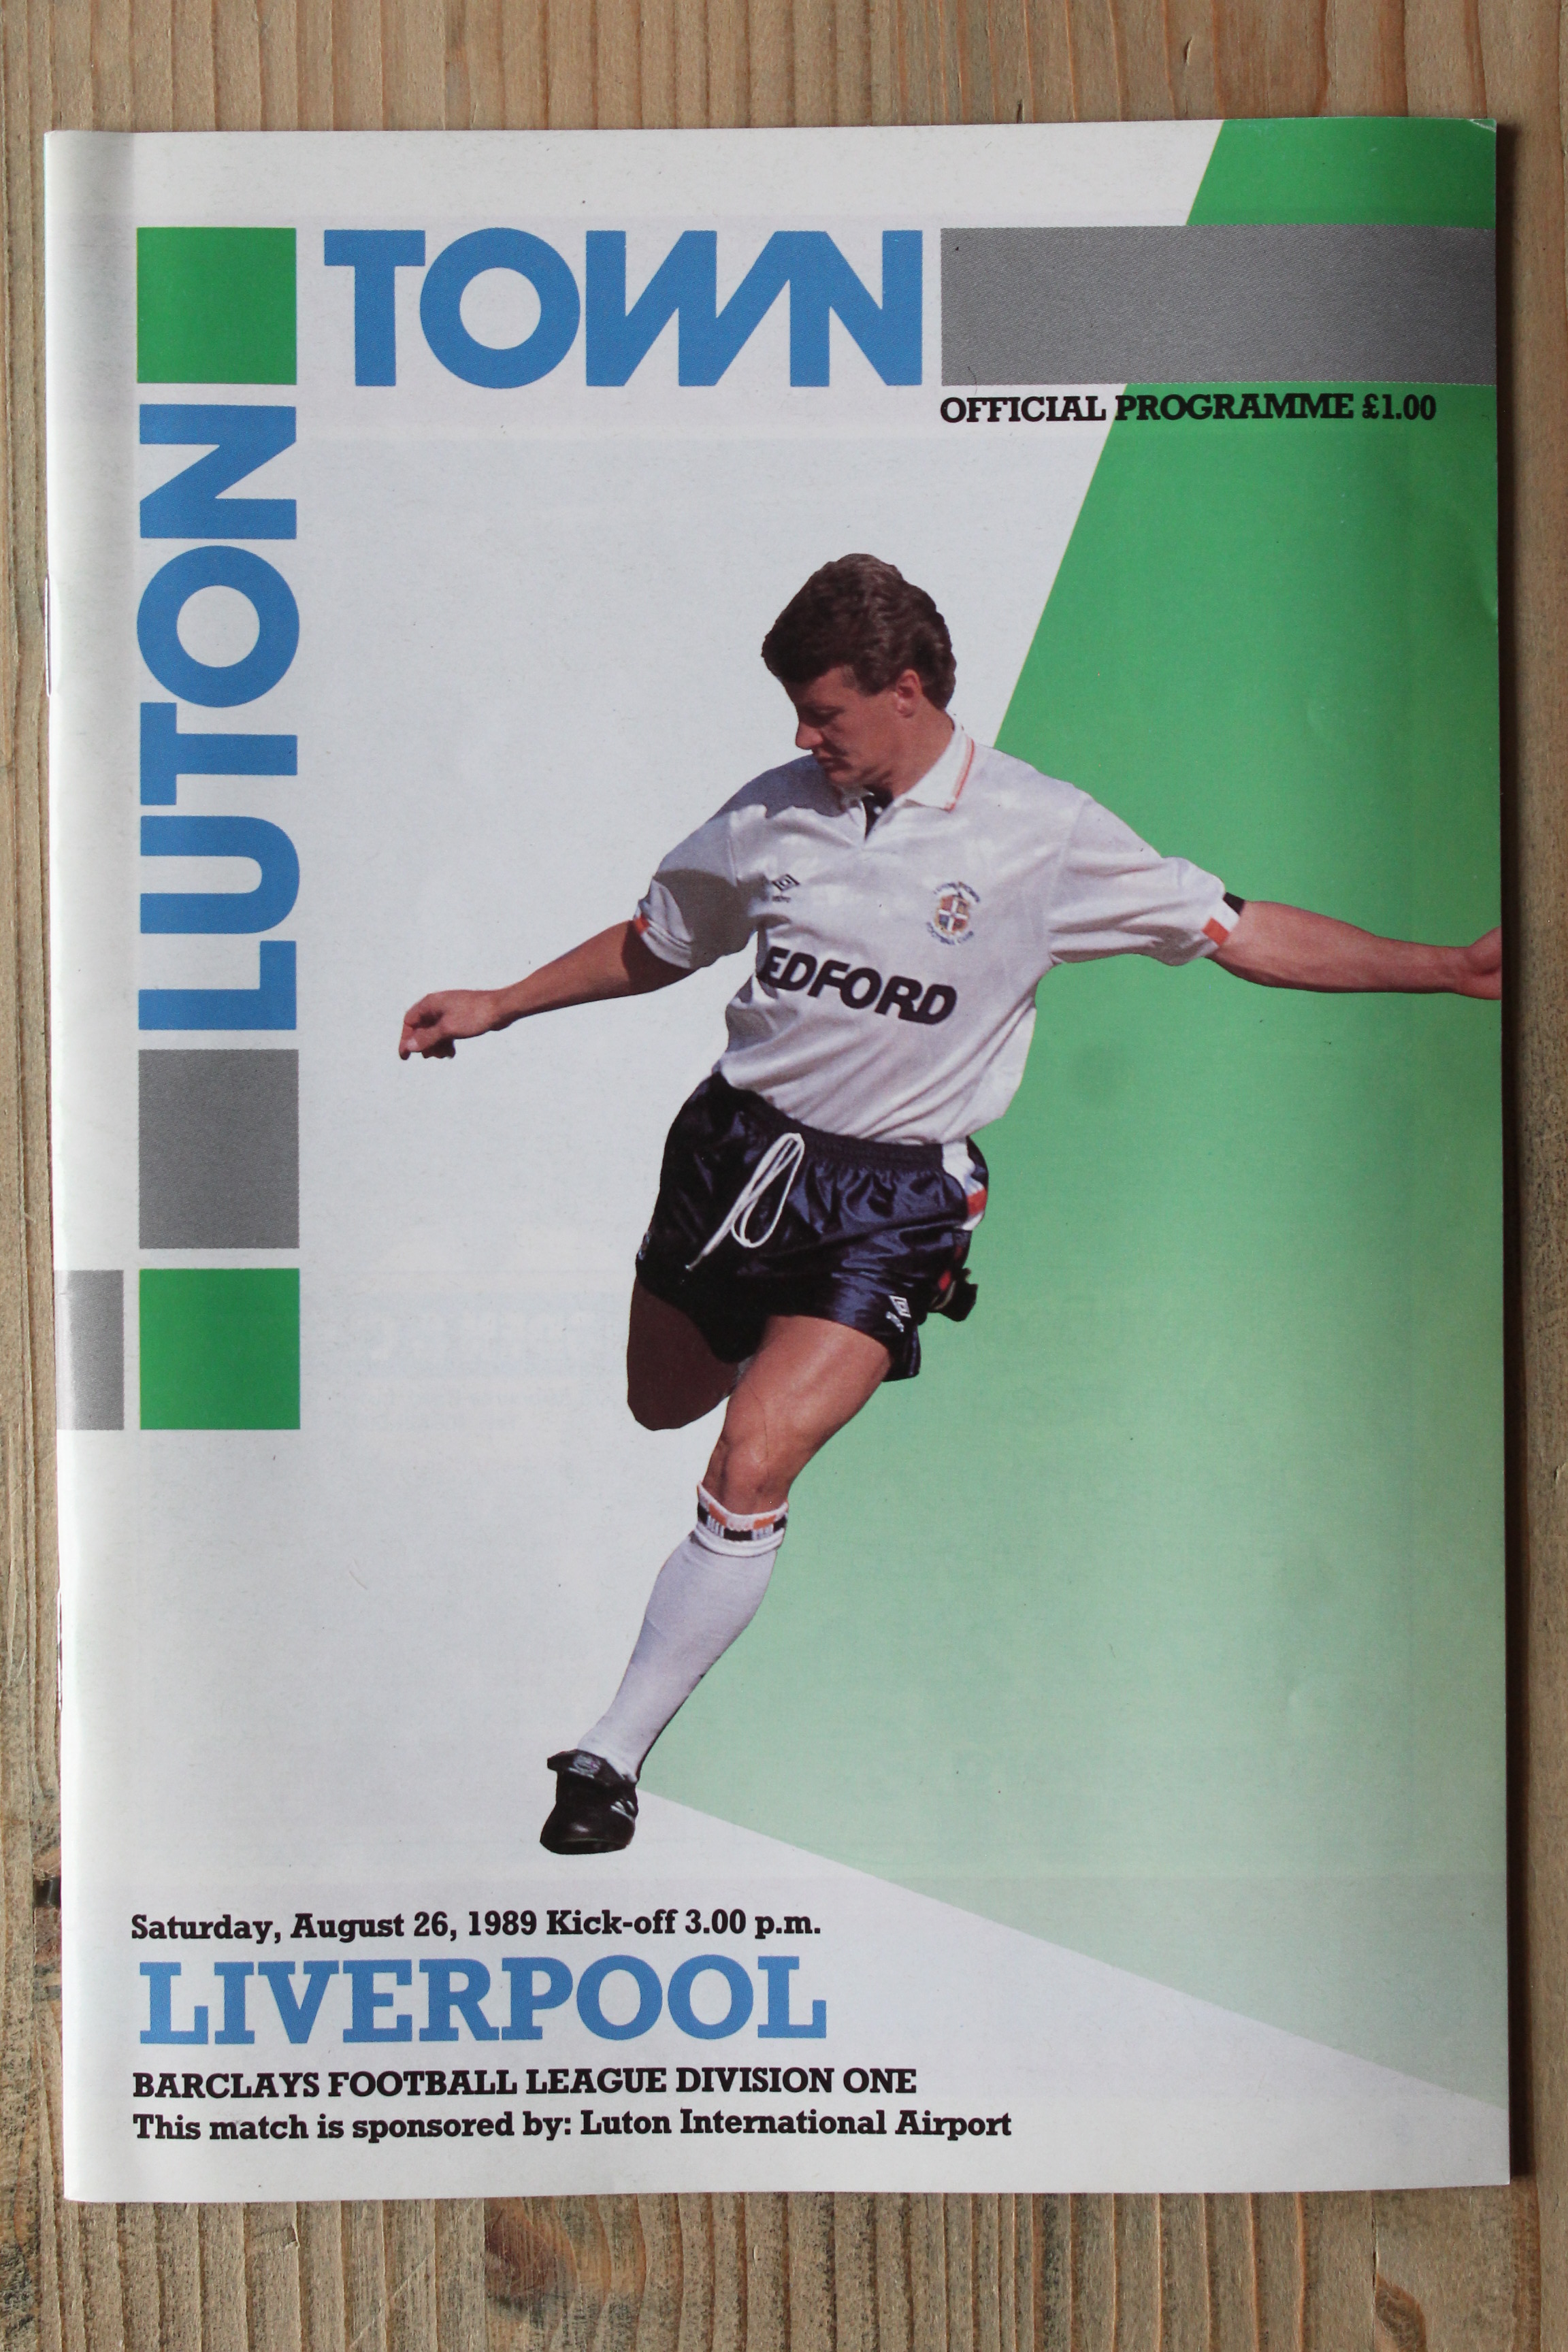 LUTON
TOWN
OFFICIAL PROGRAMME £1.00
EDFORD
Saturday, August 26, 1989 Kick-off 3.00 p.m.
LIVERPOOL
BARCLAYS FOOTBALL LEAGUE DIVISION ONE
This match is sponsored by: Luton International Airport